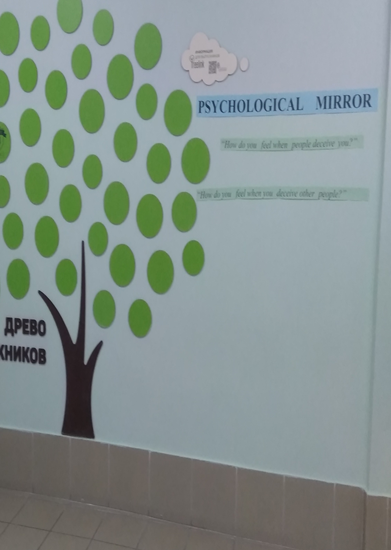 PSYCHOLOGICAL MIRROR
"How do you feel when people deceive you?"
"How do you feel when you deceive other people?"
ДРЕВО